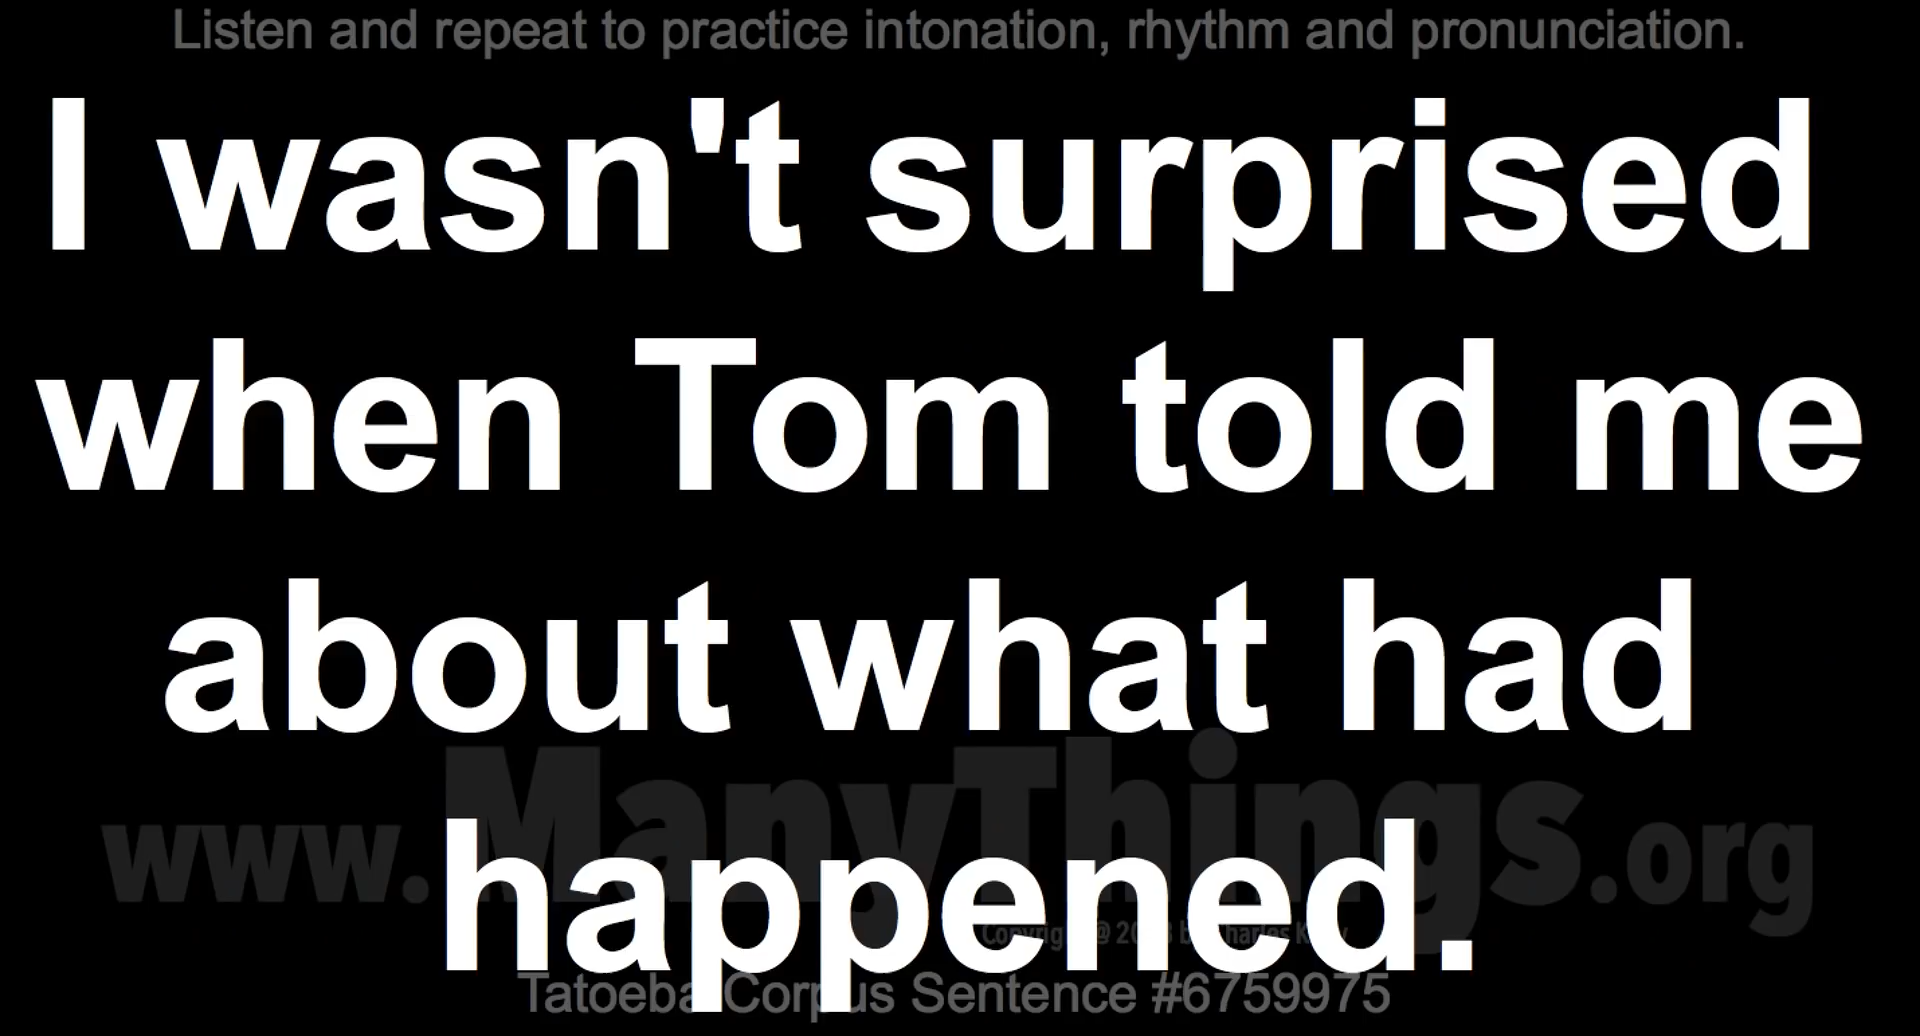 Listen and repeat to practice intonation, rhythm and pronunciation.
I wasn't surprised
when Tom told me
about what had
happened.
www.ManyThings.org
Tatoeba Corpus Sentence #6759975